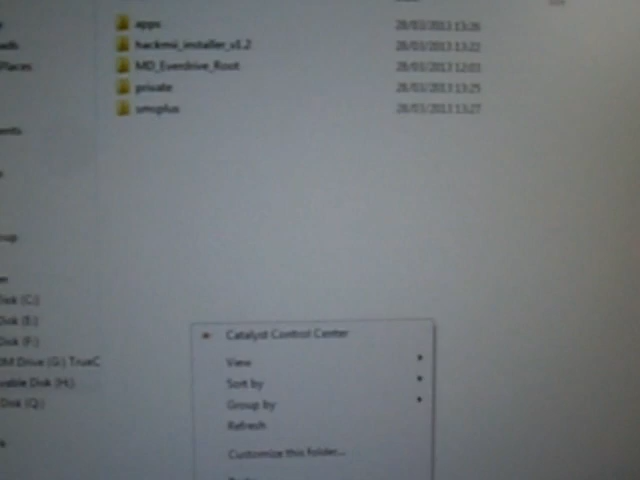 apps 28/03/2013 13:26
hackmii_installer_v1.2 28/03/2013 13:22
Places MD_Everdrive_Root 28/03/2013 12:03
private 28/03/2013 13:25
smsplus 28/03/2013 13:27
Disk (C:)
Disk (E:)
Disk (F:)
Drive (G:) TrueC
Disk (H:)
Disk (Q:)
Catalyst Control Center
View
Sort by
Group by
Refresh
Customize this folder...